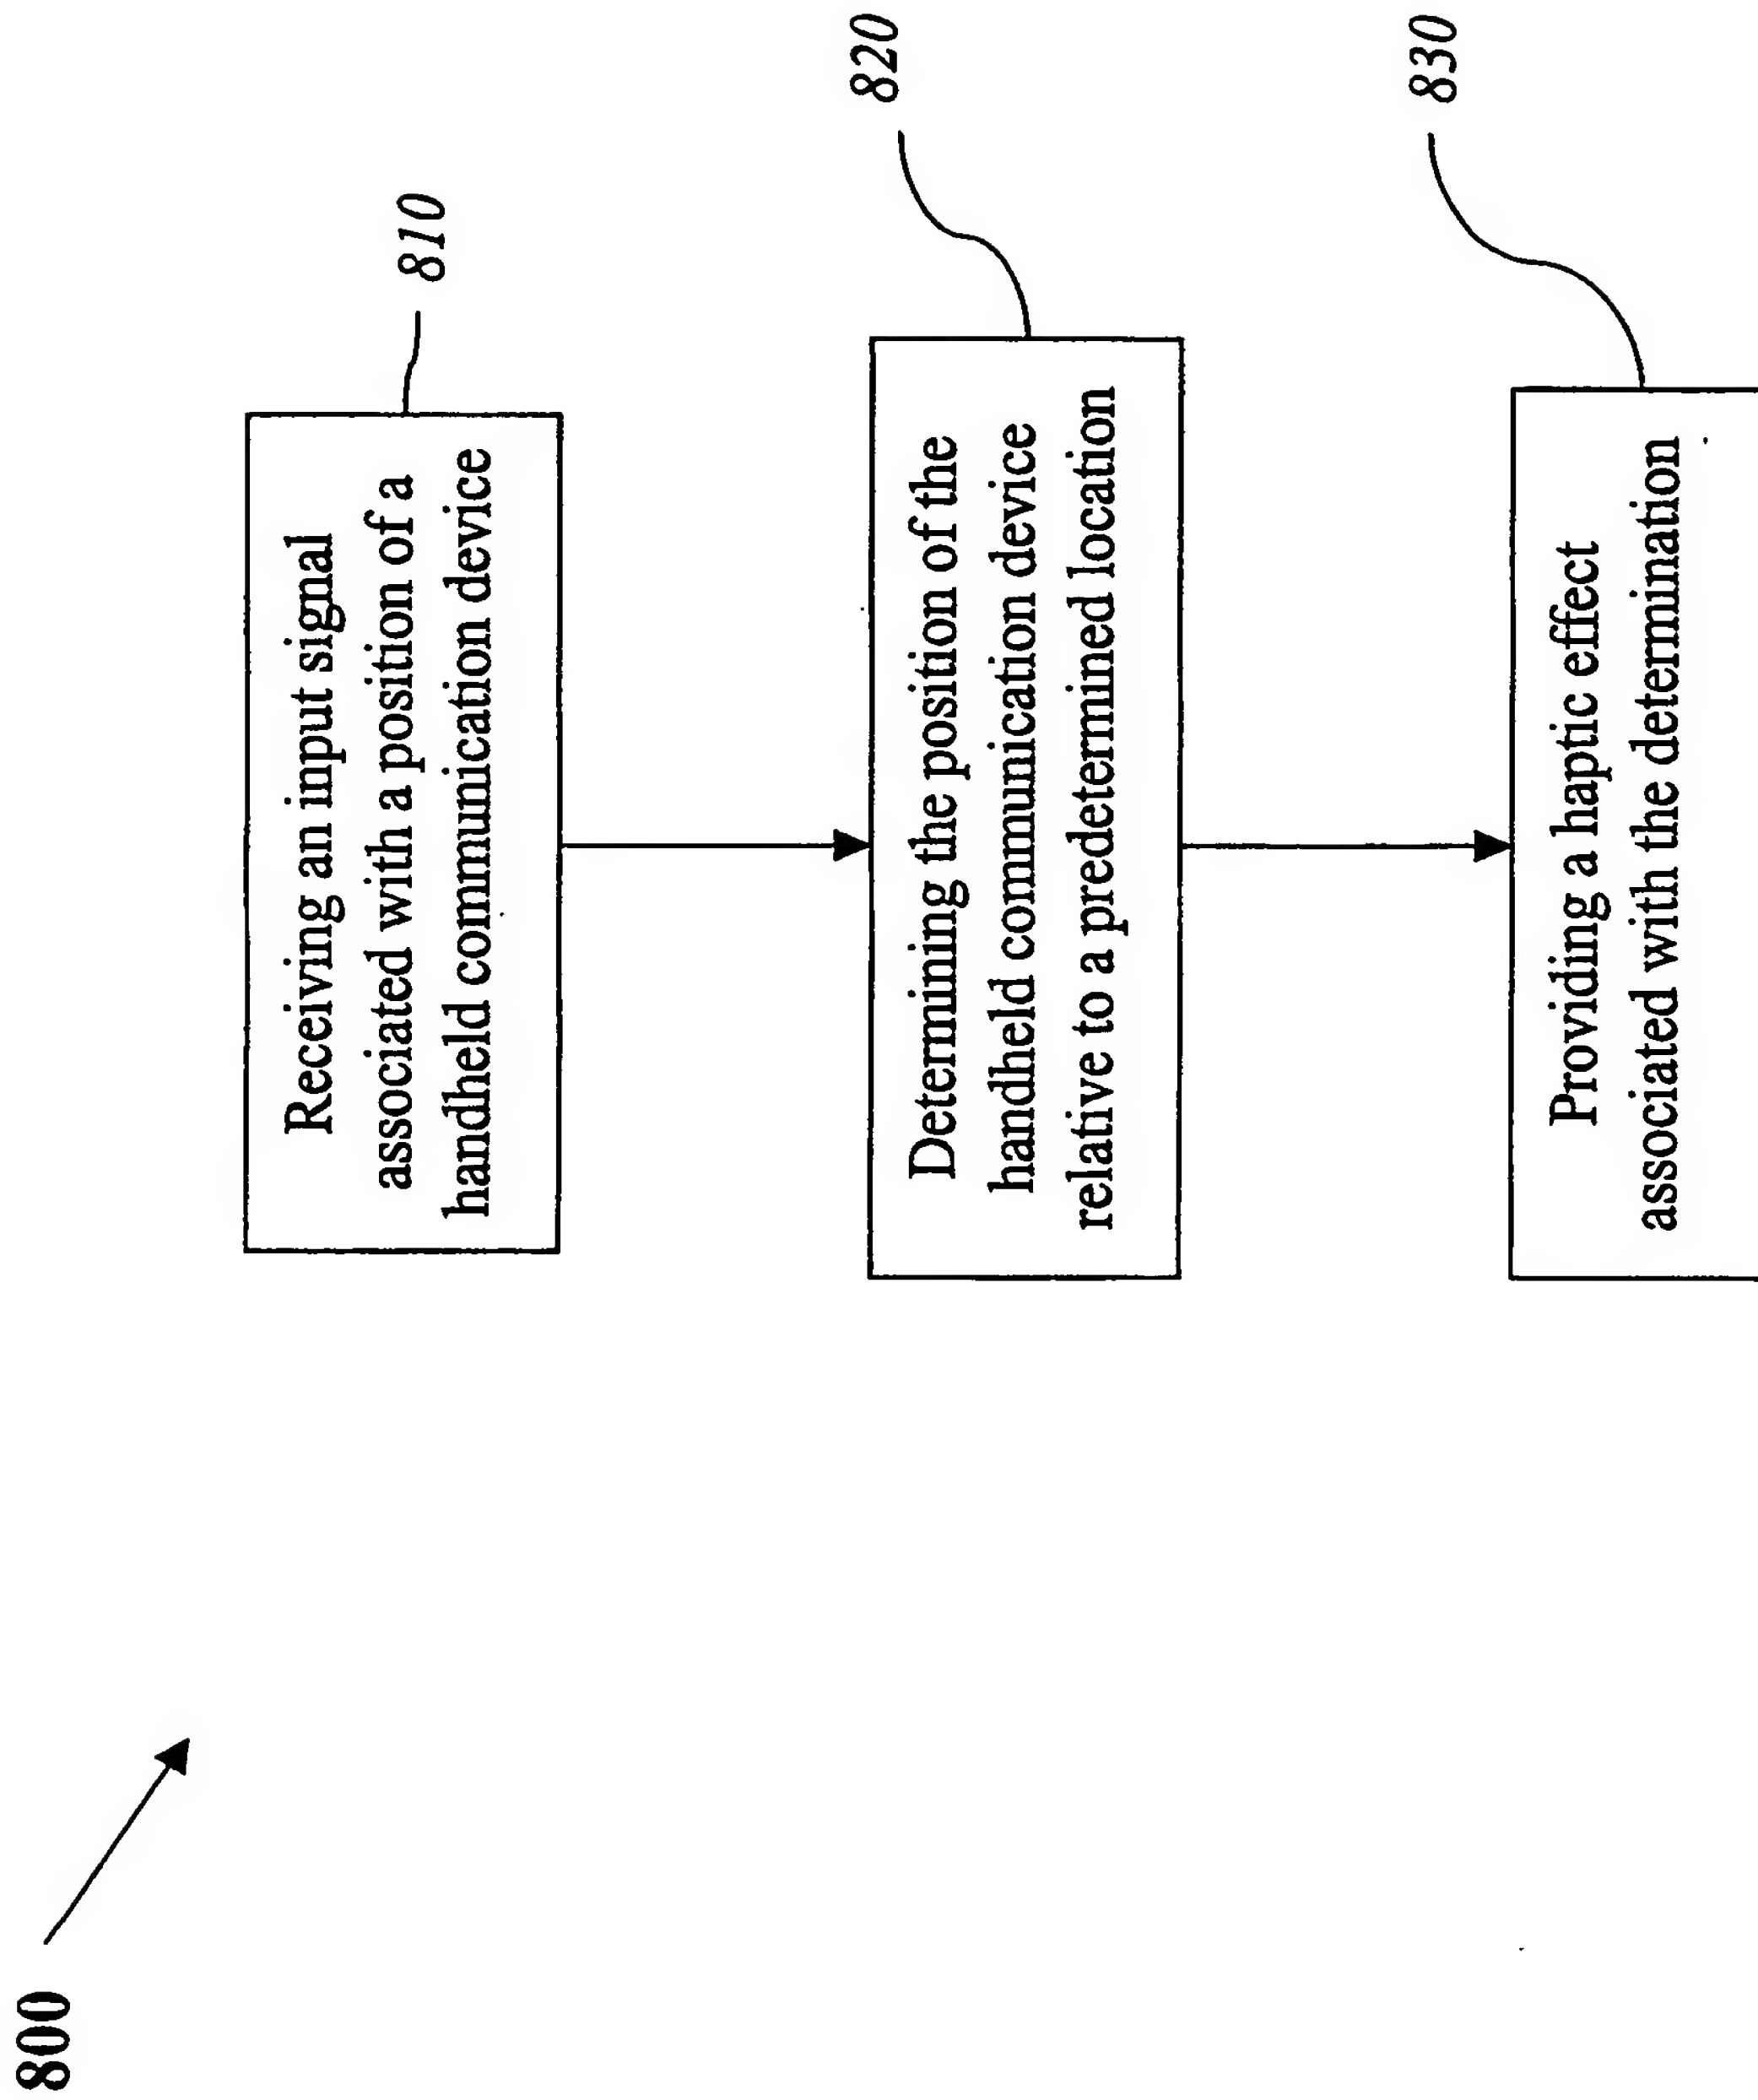 800
Receiving an input signal
associated with a position of a
handheld communication device
810
Determining the position of the
handheld communication device
relative to a predetermined location
820
Providing a haptic effect
associated with the determination
830